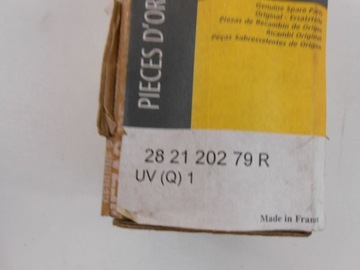 PIECES D'OR
Genuine Spare Parts
Original - Ersatzteile
Piezas de Recambio de Origen
Ricambi Originali
Peças Sobresselentes de Origem
28 21 202 79 R
UV (Q) 1
Made in France